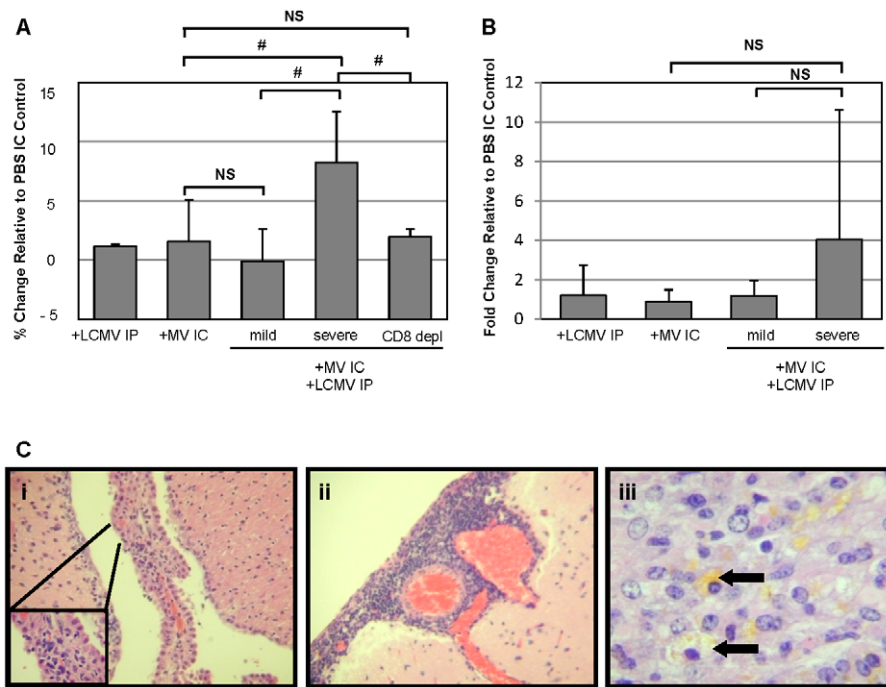 A
NS
#
#
#
NS
% Change Relative to PBS IC Control
15
10
5
0
- 5
+LCMV IP
+MV IC
mild
severe
CD8 depl
+MV IC
+LCMV IP
B
NS
NS
Fold Change Relative to PBS IC Control
12
10
8
6
4
2
0
+LCMV IP
+MV IC
mild
severe
+MV IC
+LCMV IP
C
i
ii
iii